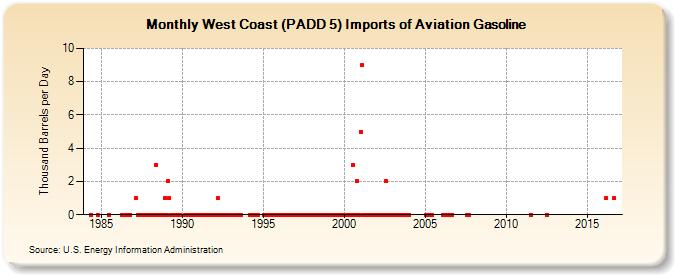 Monthly West Coast (PADD 5) Imports of Aviation Gasoline
Thousand Barrels per Day
10
8
6
4
2
0
1985 1990 1995 2000 2005 2010 2015
Source: U.S. Energy Information Administration